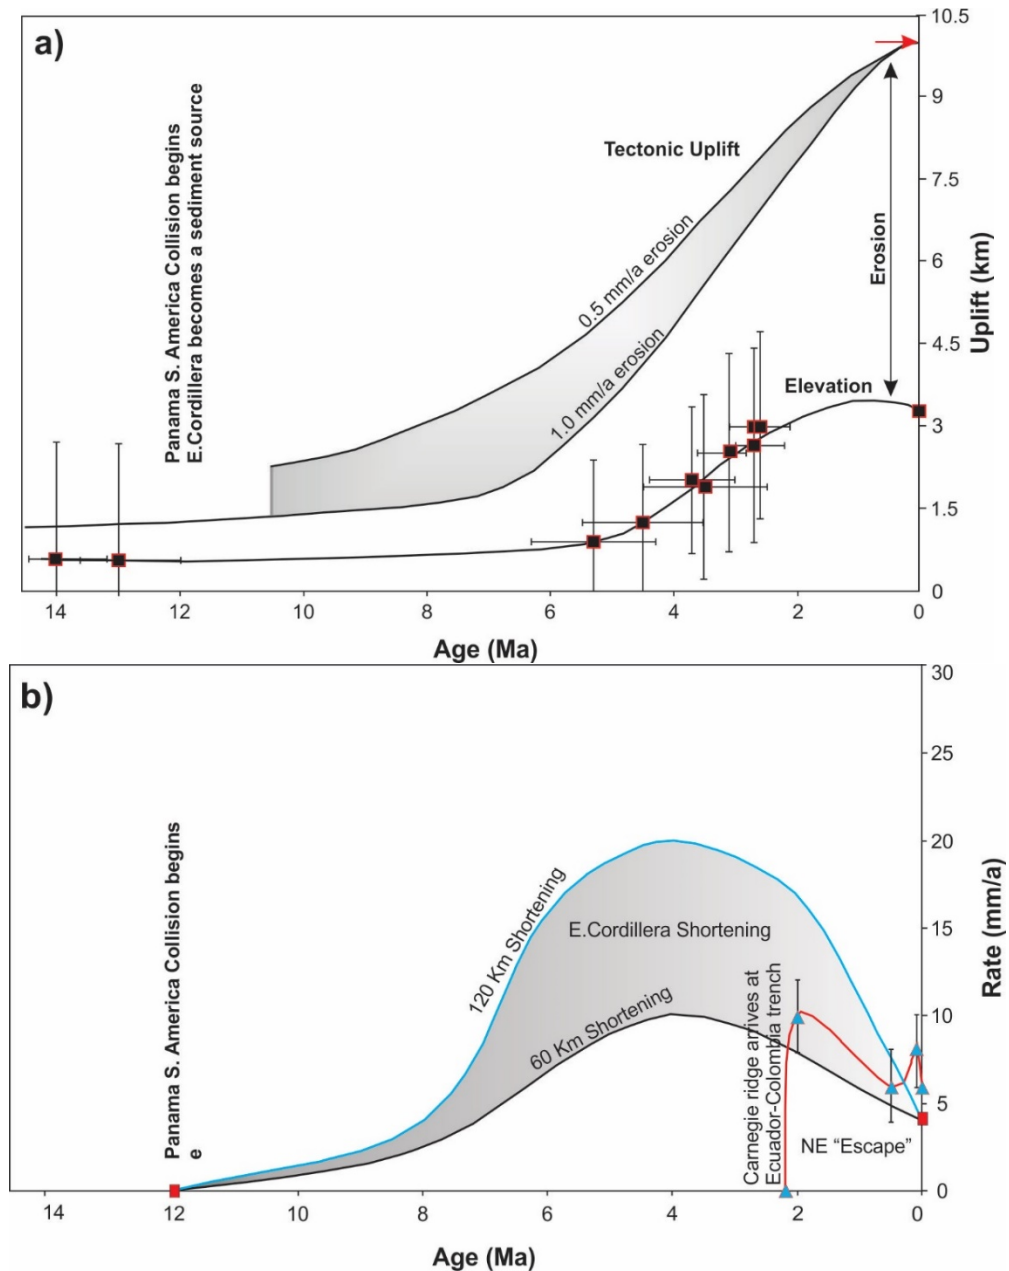 a)
Panama S. America Collision begins
E.Cordillera becomes a sediment source
Tectonic Uplift
0.5 mm/a erosion
1.0 mm/a erosion
Erosion
Elevation
10.5
9
7.5
6
4.5
3
1.5
0
Uplift (km)
14 12 10 8 6 4 2 0
Age (Ma)
b)
Panama S. America Collision begins
e
120 Km Shortening
E.Cordillera Shortening
60 Km Shortening
Carnegie ridge arrives at
Ecuador-Colombia trench
NE “Escape”
30
25
20
15
10
5
0
Rate (mm/a)
14 12 10 8 6 4 2 0
Age (Ma)